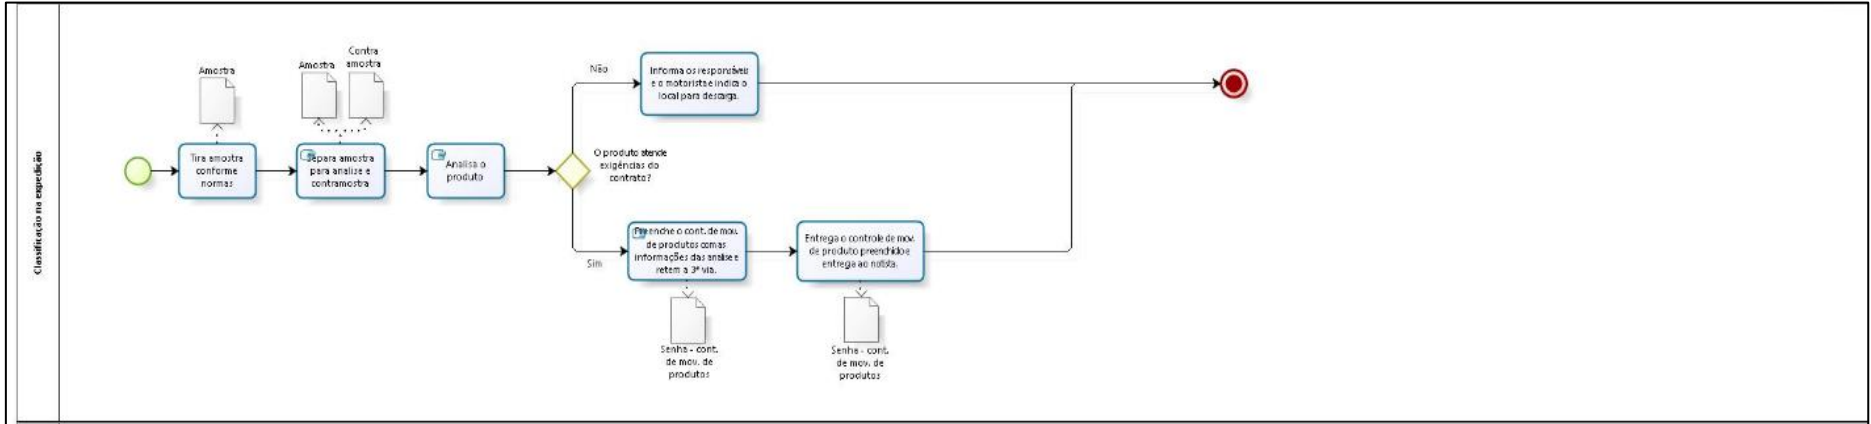 Classificação na expedição
Amostra
Tira amostra
conforme
normas
Amostra
Contra
amostra
Separa amostra
para analise e
contramostra
Analisa o
produto
O produto atende
exigências do
contrato?
Não
Informa os responsáveis
e o motorista e indica o
local para descarga.
Sim
Preenche o cont. de mov.
de produtos com as
informações das analise e
retem a 3ª via.
Senha - cont.
de mov. de
produtos
Entrega o controle de mov.
de produto preenchido e
entrega ao notista.
Senha - cont.
de mov. de
produtos